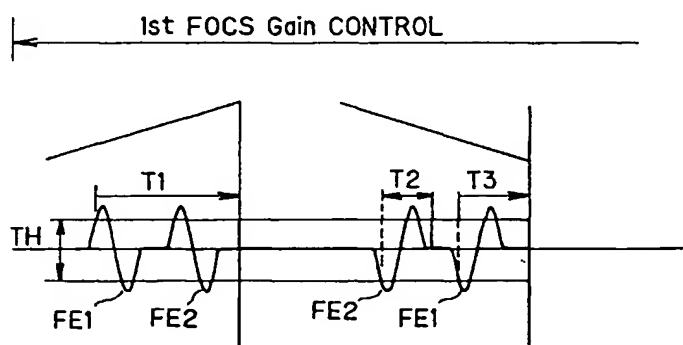 1st FOCS Gain CONTROL
T1
T2
T3
TH
FE1
FE2
FE2
FE1